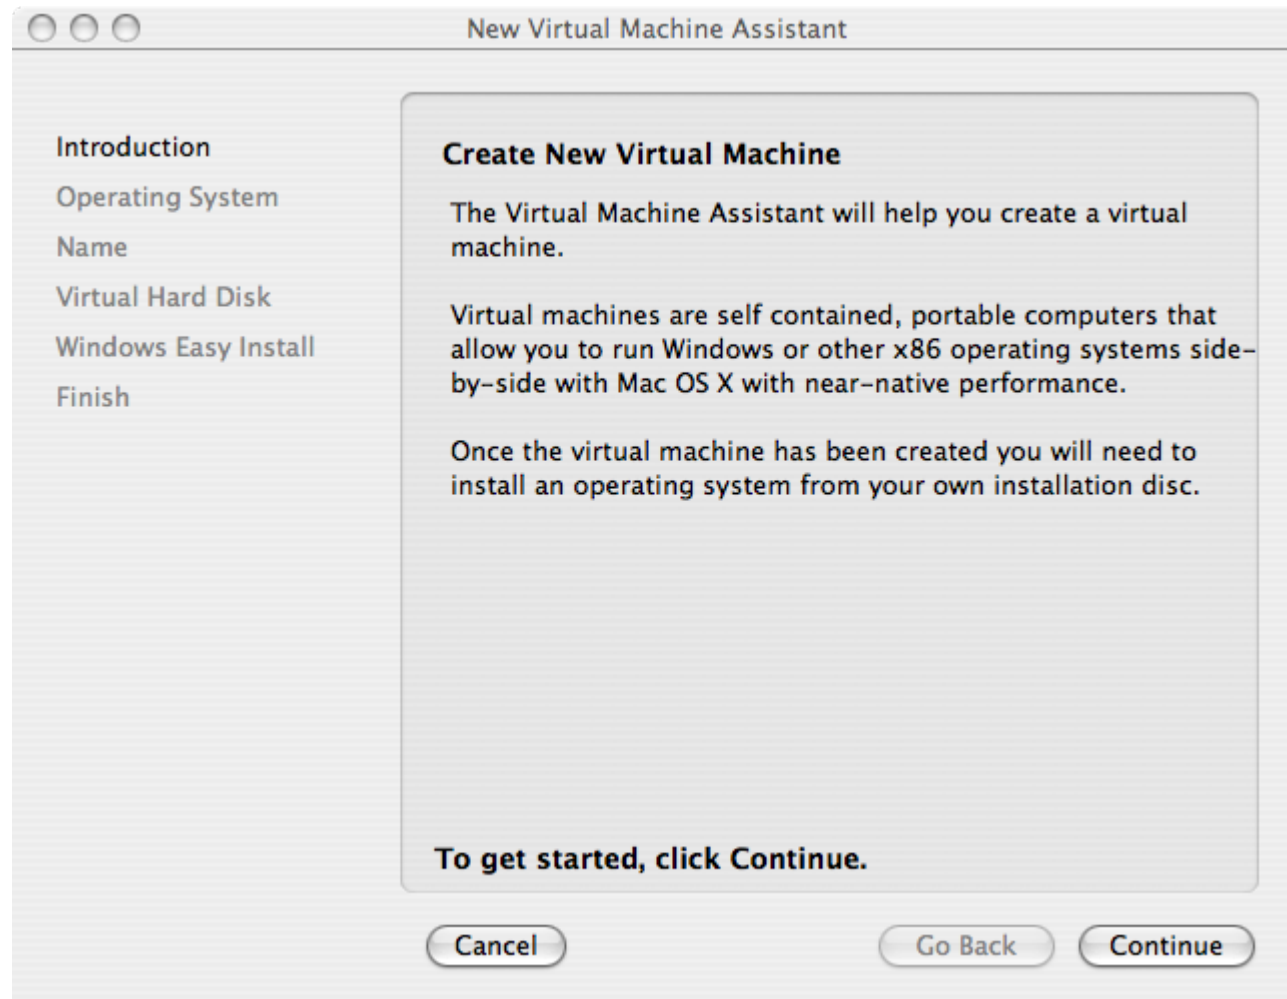 New Virtual Machine Assistant
Introduction
Operating System
Name
Virtual Hard Disk
Windows Easy Install
Finish
Create New Virtual Machine
The Virtual Machine Assistant will help you create a virtual
machine.
Virtual machines are self contained, portable computers that
allow you to run Windows or other x86 operating systems side-
by-side with Mac OS X with near-native performance.
Once the virtual machine has been created you will need to
install an operating system from your own installation disc.
To get started, click Continue.
Cancel
Go Back
Continue